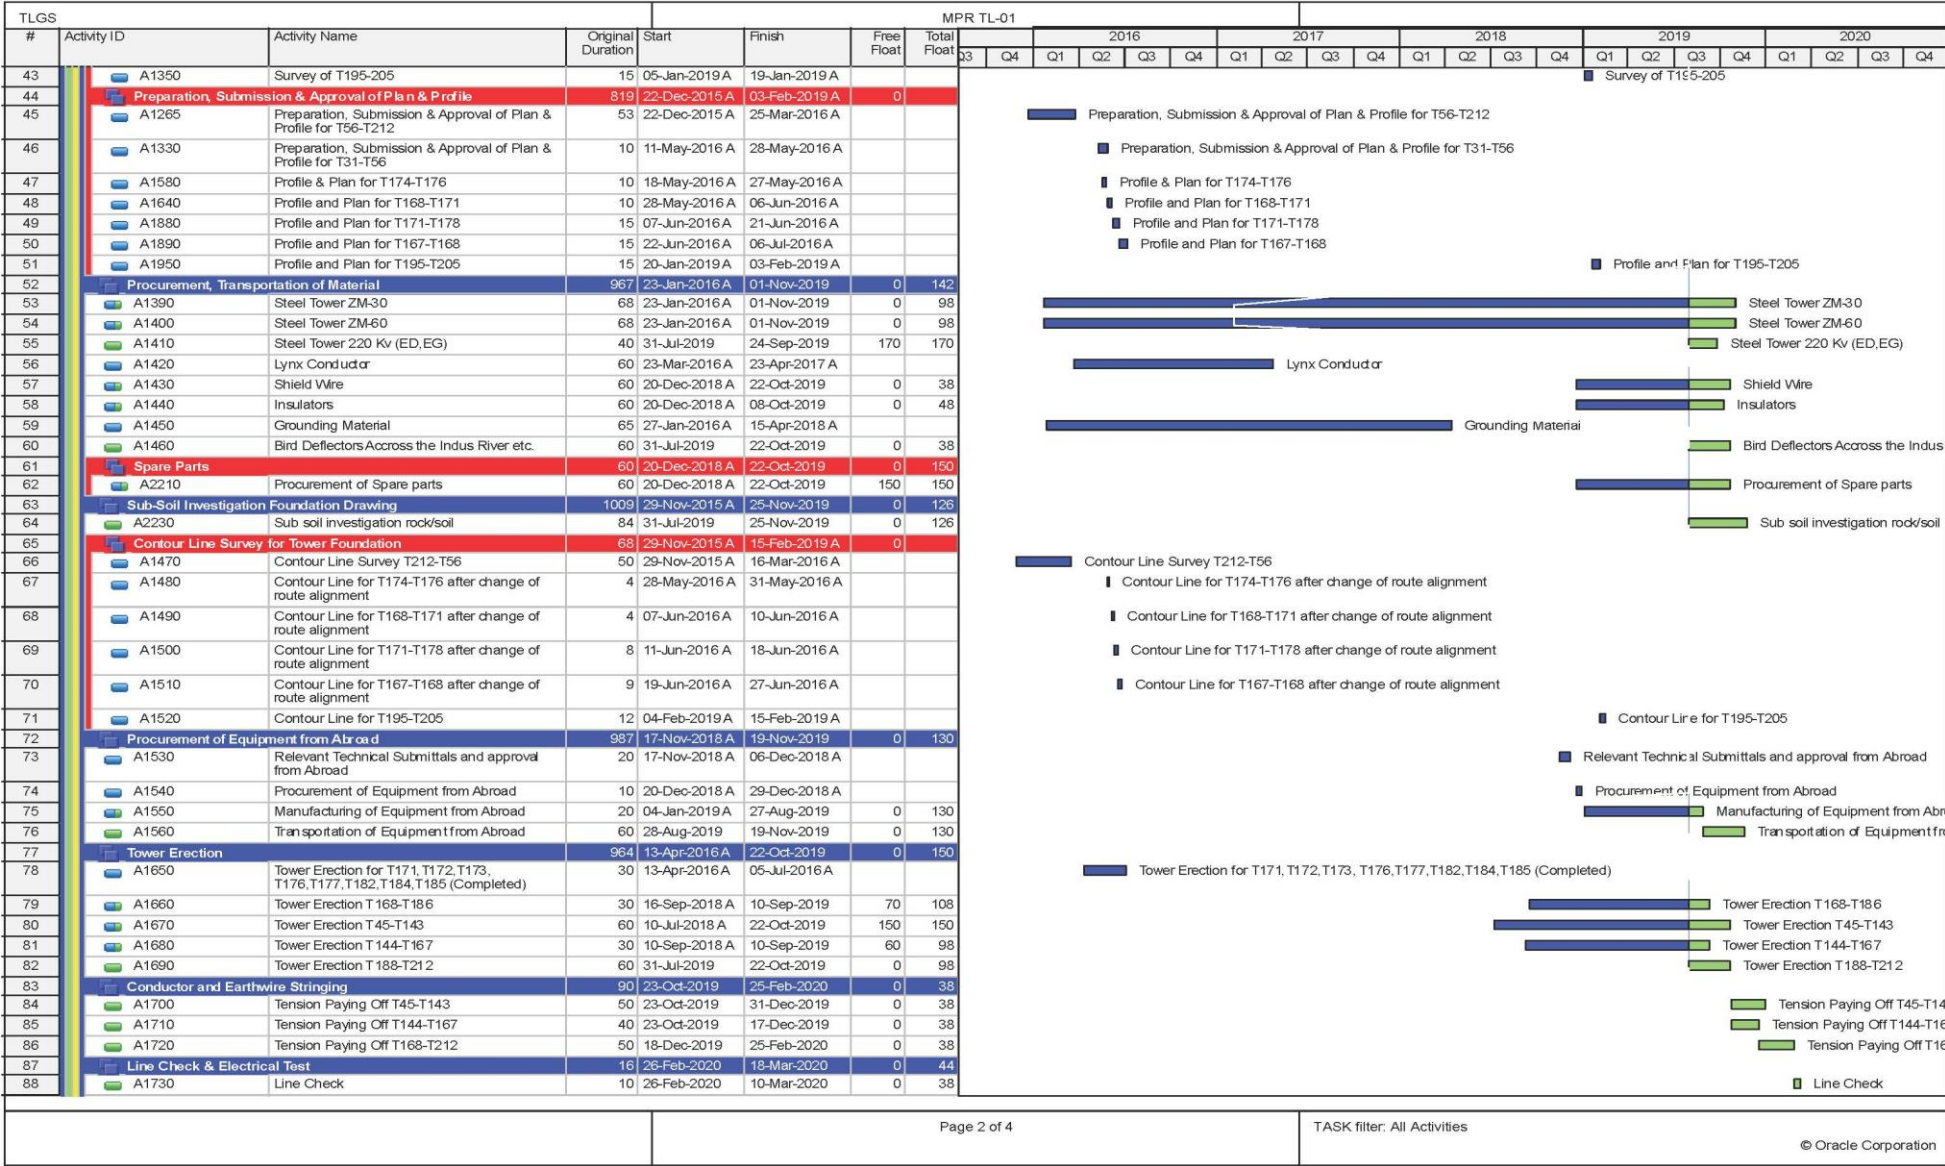 TLGS MPR TL-01
# Activity ID Activity Name Original Duration Start Finish Free Float Total Float 2016 2017 2018 2019 2020
Q3 Q4 Q1 Q2 Q3 Q4 Q1 Q2 Q3 Q4 Q1 Q2 Q3 Q4 Q1 Q2 Q3 Q4 Q1 Q2 Q3 Q4
43 A1350 Survey of T195-205 15 05-Jan-2019 A 19-Jan-2019 A Survey of T195-205
44 Preparation, Submission & Approval of Plan & Profile 819 22-Dec-2015 A 03-Feb-2019 A 0
45 A1265 Preparation, Submission & Approval of Plan & 53 22-Dec-2015 A 25-Mar-2016 A Preparation, Submission & Approval of Plan & Profile for T56-T212
Profile for T56-T212
46 A1330 Preparation, Submission & Approval of Plan & 10 11-May-2016 A 28-May-2016 A Preparation, Submission & Approval of Plan & Profile for T31-T56
Profile for T31-T56
47 A1580 Profile & Plan for T174-T176 10 18-May-2016 A 27-May-2016 A Profile & Plan for T174-T176
48 A1640 Profile and Plan for T168-T171 10 28-May-2016 A 06-Jun-2016 A Profile and Plan for T168-T171
49 A1880 Profile and Plan for T171-T178 15 07-Jun-2016 A 21-Jun-2016 A Profile and Plan for T171-T178
50 A1890 Profile and Plan for T167-T168 15 22-Jun-2016 A 06-Jul-2016 A Profile and Plan for T167-T168
51 A1950 Profile and Plan for T195-T205 15 20-Jan-2019 A 03-Feb-2019 A Profile and Plan for T195-T205
52 Procurement, Transportation of Material 967 23-Jan-2016 A 01-Nov-2019 0 142
53 A1390 Steel Tower ZM-30 68 23-Jan-2016 A 01-Nov-2019 0 98 Steel Tower ZM-30
54 A1400 Steel Tower ZM-60 68 23-Jan-2016 A 01-Nov-2019 0 98 Steel Tower ZM-60
55 A1410 Steel Tower 220 Kv (ED,EG) 40 31-Jul-2019 24-Sep-2019 170 170 Steel Tower 220 Kv (ED,EG)
56 A1420 Lynx Conductor 60 23-Mar-2016 A 23-Apr-2017 A Lynx Conductor
57 A1430 Shield Wire 60 20-Dec-2018 A 22-Oct-2019 0 38 Shield Wire
58 A1440 Insulators 60 20-Dec-2018 A 08-Oct-2019 0 48 Insulators
59 A1450 Grounding Material 65 27-Jan-2016 A 15-Apr-2018 A Grounding Material
60 A1460 Bird Deflectors Accross the Indus River etc. 60 31-Jul-2019 22-Oct-2019 0 38 Bird Deflectors Accross the Indus
61 Spare Parts 60 20-Dec-2018 A 22-Oct-2019 0 150
62 A2210 Procurement of Spare parts 60 20-Dec-2018 A 22-Oct-2019 150 150 Procurement of Spare parts
63 Sub-Soil Investigation Foundation Drawing 1009 29-Nov-2015 A 25-Nov-2019 0 126
64 A2230 Sub soil investigation rock/soil 84 31-Jul-2019 25-Nov-2019 0 126 Sub soil investigation rock/soil
65 Contour Line Survey for Tower Foundation 68 29-Nov-2015 A 15-Feb-2019 A 0
66 A1470 Contour Line Survey T212-T56 50 29-Nov-2015 A 16-Mar-2016 A Contour Line Survey T212-T56
67 A1480 Contour Line for T174-T176 after change of 4 28-May-2016 A 31-May-2016 A Contour Line for T174-T176 after change of route alignment
route alignment
68 A1490 Contour Line for T168-T171 after change of 4 07-Jun-2016 A 10-Jun-2016 A Contour Line for T168-T171 after change of route alignment
route alignment
69 A1500 Contour Line for T171-T178 after change of 8 11-Jun-2016 A 18-Jun-2016 A Contour Line for T171-T178 after change of route alignment
route alignment
70 A1510 Contour Line for T167-T168 after change of 9 19-Jun-2016 A 27-Jun-2016 A Contour Line for T167-T168 after change of route alignment
route alignment
71 A1520 Contour Line for T195-T205 12 04-Feb-2019 A 15-Feb-2019 A Contour Line for T195-T205
72 Procurement of Equipment from Abroad 987 17-Nov-2018 A 19-Nov-2019 0 130
73 A1530 Relevant Technical Submittals and approval 20 17-Nov-2018 A 06-Dec-2018 A Relevant Technical Submittals and approval from Abroad
from Abroad
74 A1540 Procurement of Equipment from Abroad 10 20-Dec-2018 A 29-Dec-2018 A Procurement of Equipment from Abroad
75 A1550 Manufacturing of Equipment from Abroad 20 04-Jan-2019 A 27-Aug-2019 0 130 Manufacturing of Equipment from Abr
76 A1560 Transportation of Equipment from Abroad 60 28-Aug-2019 19-Nov-2019 0 130 Transportation of Equipment fr
77 Tower Erection 964 13-Apr-2016 A 22-Oct-2019 0 150
78 A1650 Tower Erection for T171,T172,T173, 30 13-Apr-2016 A 05-Jul-2016 A Tower Erection for T171,T172,T173, T176,T177,T182,T184,T185 (Completed)
T176,T177,T182,T184,T185 (Completed)
79 A1660 Tower Erection T168-T186 30 16-Sep-2018 A 10-Sep-2019 70 108 Tower Erection T168-T186
80 A1670 Tower Erection T45-T143 60 10-Jul-2018 A 22-Oct-2019 150 150 Tower Erection T45-T143
81 A1680 Tower Erection T144-T167 30 10-Sep-2018 A 10-Sep-2019 60 98 Tower Erection T144-T167
82 A1690 Tower Erection T188-T212 60 31-Jul-2019 22-Oct-2019 0 98 Tower Erection T188-T212
83 Conductor and Earthwire Stringing 90 23-Oct-2019 25-Feb-2020 0 38
84 A1700 Tension Paying Off T45-T143 50 23-Oct-2019 31-Dec-2019 0 38 Tension Paying Off T45-T14
85 A1710 Tension Paying Off T144-T167 40 23-Oct-2019 17-Dec-2019 0 38 Tension Paying Off T144-T16
86 A1720 Tension Paying Off T168-T212 50 18-Dec-2019 25-Feb-2020 0 38 Tension Paying Off T16
87 Line Check & Electrical Test 16 26-Feb-2020 18-Mar-2020 0 44
88 A1730 Line Check 10 26-Feb-2020 10-Mar-2020 0 38 Line Check
Page 2 of 4 TASK filter: All Activities
© Oracle Corporation